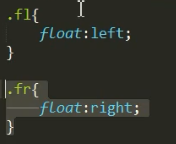 .fl{
    float:left;
}
.fr{
    float:right;
}